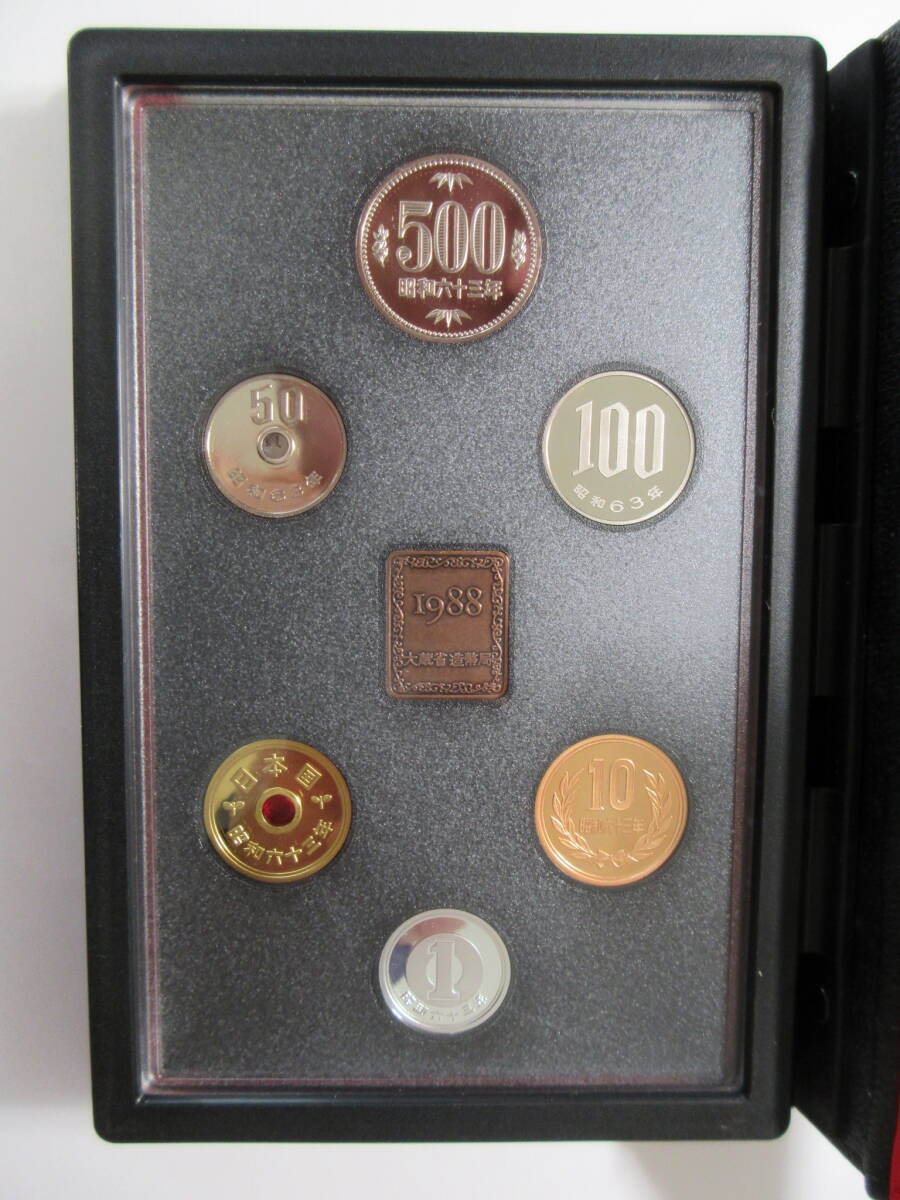 500
昭和六十三年
50
昭和63年
100
昭和63年
1988
大蔵省造幣局
日本国
昭和六十三年
10
昭和六十三年
1
昭和六十三年